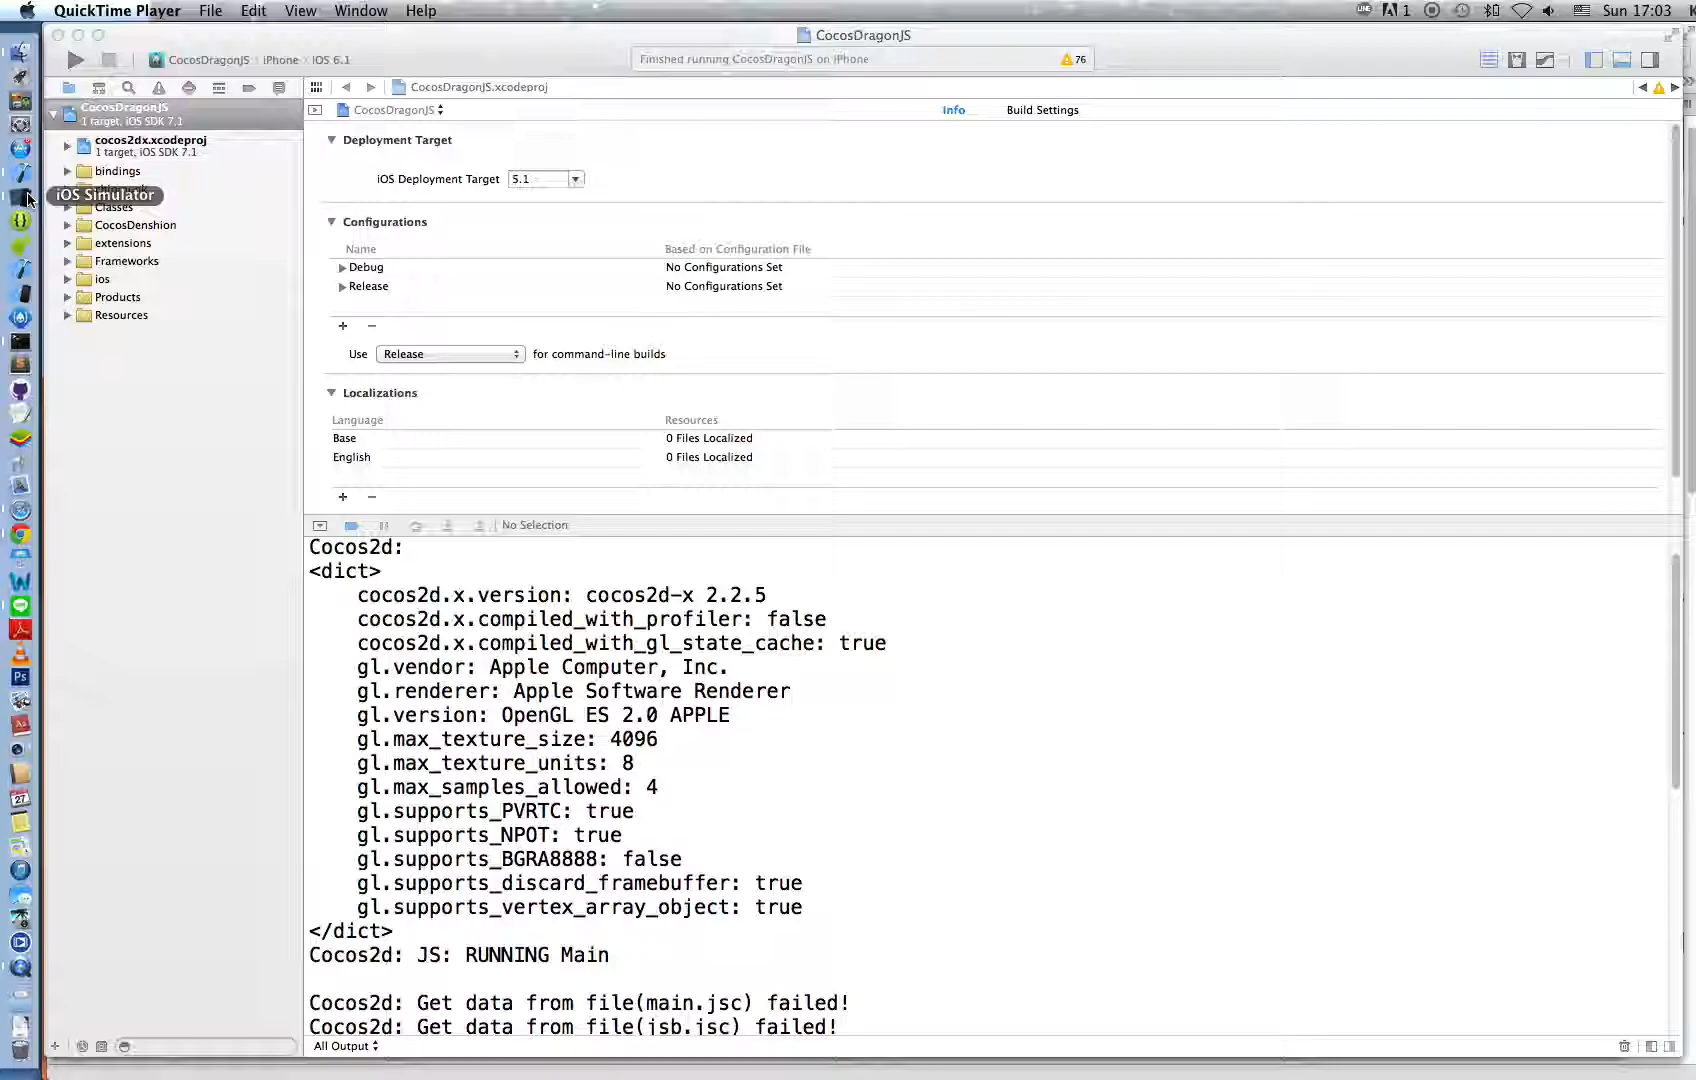 QuickTime Player File Edit View Window Help
1 Sun 17:03
CocosDragonJS
CocosDragonJS iPhone iOS 6.1
Finished running CocosDragonJS on iPhone
76
CocosDragonJS.xcodeproj
CocosDragonJS
1 target, iOS SDK 7.1
cocos2dx.xcodeproj
1 target, iOS SDK 7.1
bindings
iOS Simulator
Classes
CocosDenshion
extensions
Frameworks
ios
Products
Resources
CocosDragonJS
Info Build Settings
Deployment Target
iOS Deployment Target 5.1
Configurations
Name Based on Configuration File
Debug No Configurations Set
Release No Configurations Set
+ −
Use Release for command-line builds
Localizations
Language Resources
Base 0 Files Localized
English 0 Files Localized
+ −
No Selection
Cocos2d:
<dict>
cocos2d.x.version: cocos2d-x 2.2.5
cocos2d.x.compiled_with_profiler: false
cocos2d.x.compiled_with_gl_state_cache: true
gl.vendor: Apple Computer, Inc.
gl.renderer: Apple Software Renderer
gl.version: OpenGL ES 2.0 APPLE
gl.max_texture_size: 4096
gl.max_texture_units: 8
gl.max_samples_allowed: 4
gl.supports_PVRTC: true
gl.supports_NPOT: true
gl.supports_BGRA8888: false
gl.supports_discard_framebuffer: true
gl.supports_vertex_array_object: true
</dict>
Cocos2d: JS: RUNNING Main
Cocos2d: Get data from file(main.jsc) failed!
Cocos2d: Get data from file(jsb.jsc) failed!
All Output